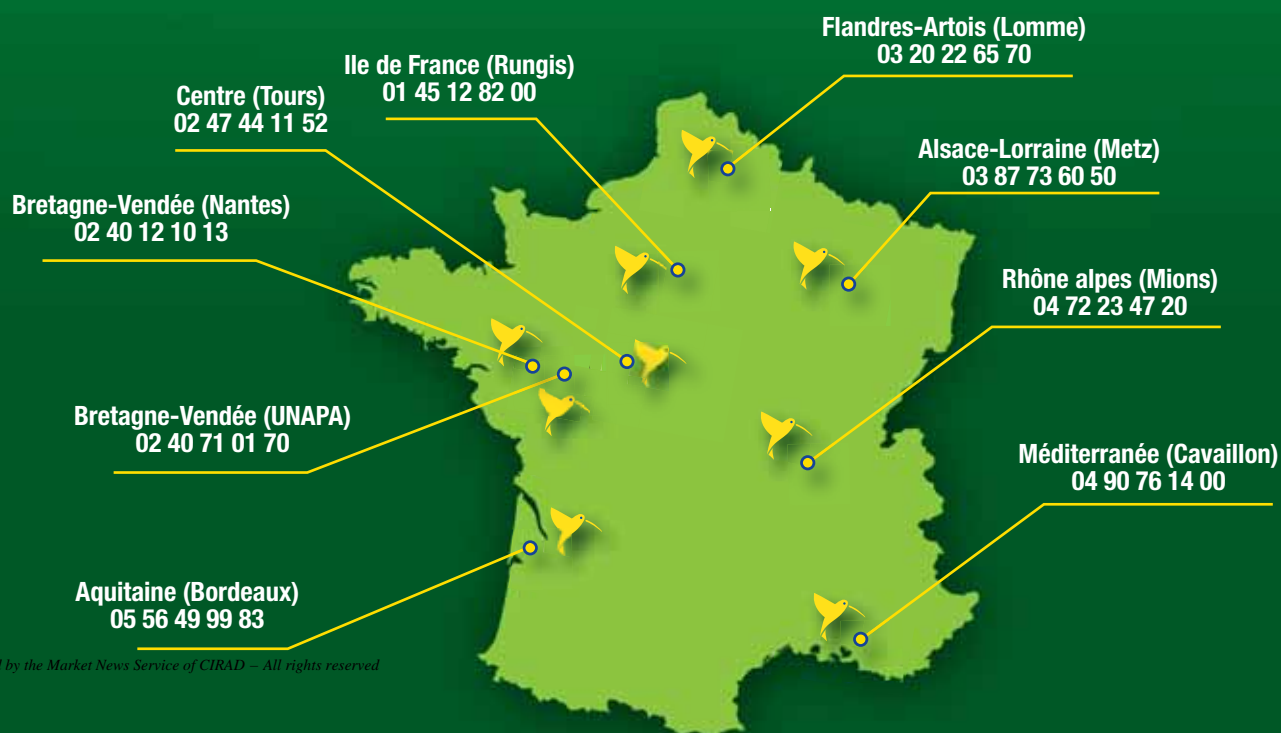 Flandres-Artois (Lomme)
03 20 22 65 70
Ile de France (Rungis)
01 45 12 82 00
Centre (Tours)
02 47 44 11 52
Alsace-Lorraine (Metz)
03 87 73 60 50
Bretagne-Vendée (Nantes)
02 40 12 10 13
Rhône alpes (Mions)
04 72 23 47 20
Bretagne-Vendée (UNAPA)
02 40 71 01 70
Méditerranée (Cavaillon)
04 90 76 14 00
Aquitaine (Bordeaux)
05 56 49 99 83
by the Market News Service of CIRAD – All rights reserved